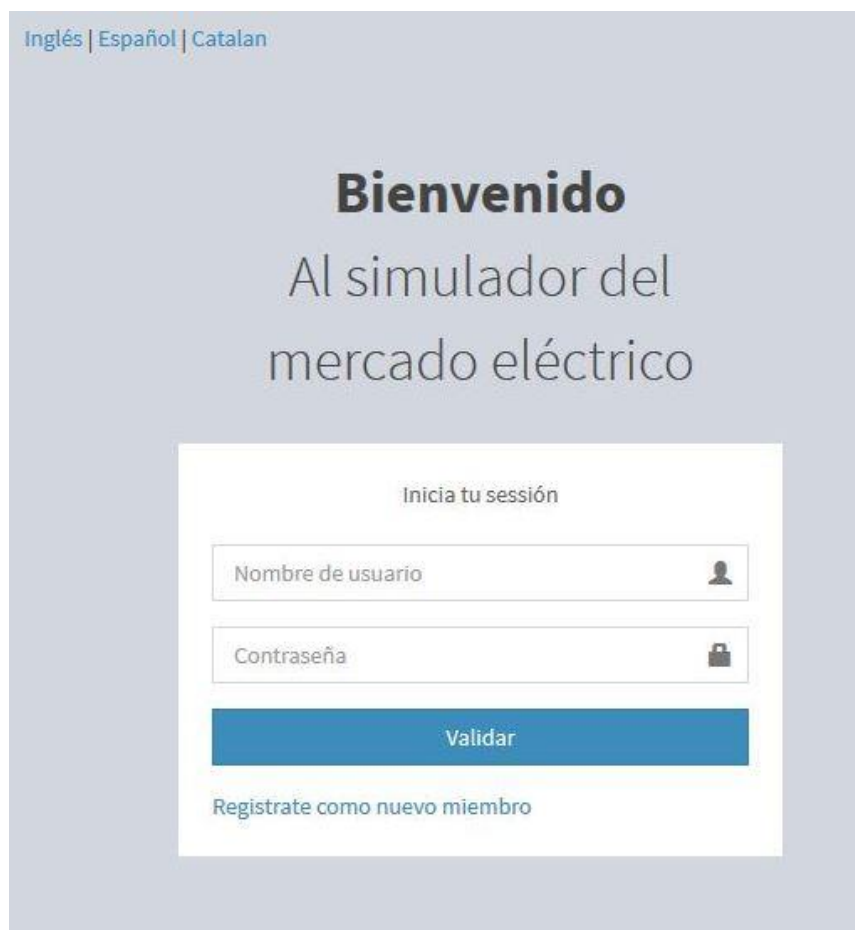 Inglés | Español | Catalan
Bienvenido
Al simulador del
mercado eléctrico
Inicia tu sessión
Nombre de usuario
Contraseña
Validar
Registrate como nuevo miembro